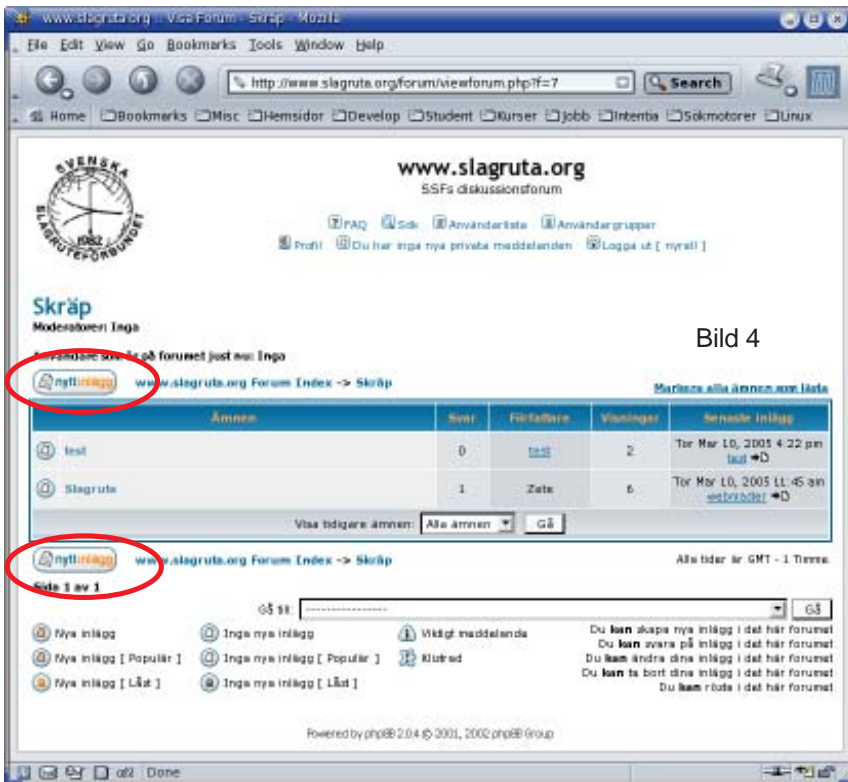 www.slagruta.org :: Visa Forum - Skräp - Mozilla
File Edit View Go Bookmarks Tools Window Help
http://www.slagruta.org/forum/viewforum.php?f=7 Search
Home Bookmarks Misc Hemsidor Develop Student Kurser Jobb Intentia Sökmotorer Linux
SVENSKA SLAGRUTEFÖRBUNDET 1982
www.slagruta.org
SSFs diskussionsforum
FAQ Sök Användarlista Användargrupper
Profil Du har inga nya privata meddelanden Logga ut [ nyrell ]
Skräp
Moderatorer: Inga
Bild 4
Användare som är på forumet just nu: Inga
nytt inlägg www.slagruta.org Forum Index -> Skräp
Markera alla ämnen som lästa
Ämnen Svar Författare Visningar Senaste Inlägg
test 0 test 2 Tor Mar 10, 2005 4:22 pm
test
Slagruta 1 Zeta 6 Tor Mar 10, 2005 11:45 am
webmaster
Visa tidigare ämnen: Alla ämnen Gå
nytt inlägg www.slagruta.org Forum Index -> Skräp
Alla tider är GMT - 1 Timme
Sida 1 av 1
Gå till: Gå
Nya inlägg Inga nya inlägg Viktigt meddelande
Nya inlägg [ Populär ] Inga nya inlägg [ Populär ] Klistrad
Nya inlägg [ Låst ] Inga nya inlägg [ Låst ]
Du kan skapa nya inlägg i det här forumet
Du kan svara på inlägg i det här forumet
Du kan ändra dina inlägg i det här forumet
Du kan ta bort dina inlägg i det här forumet
Du kan rösta i det här forumet
Powered by phpBB 2.0.4 © 2001, 2002 phpBB Group
Done